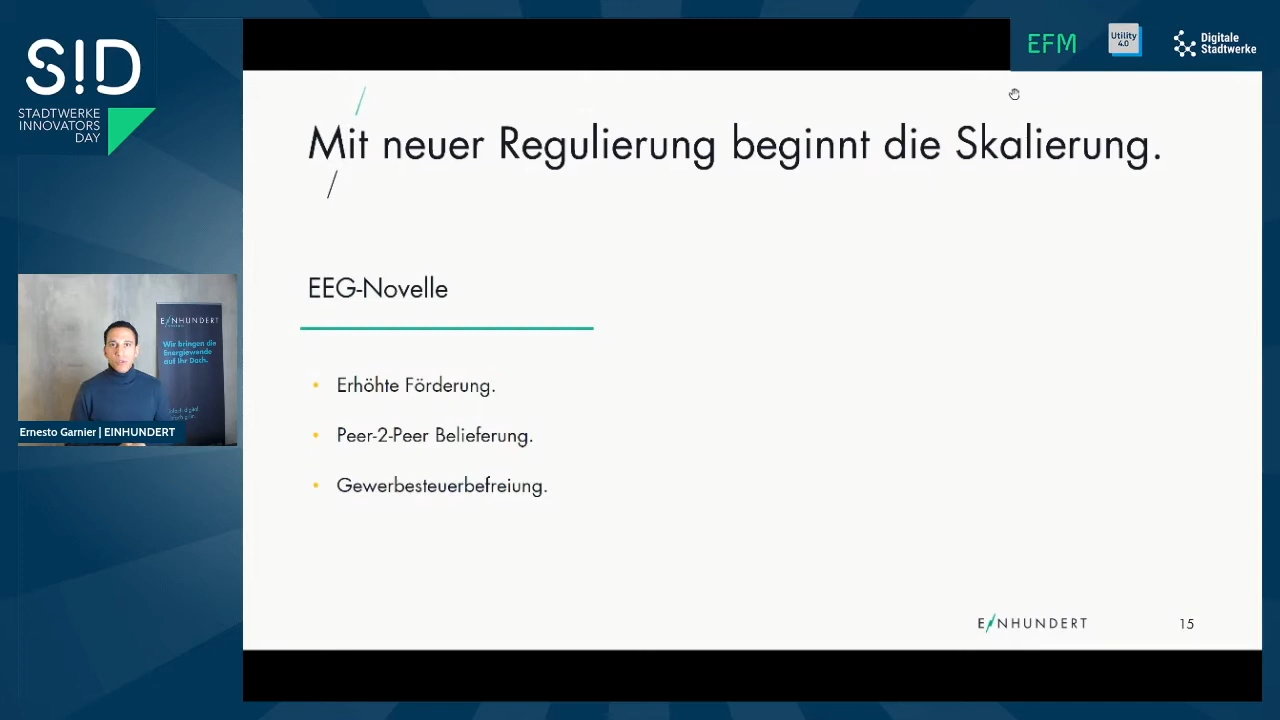 S!D
STADTWERKE
INNOVATORS
DAY
EFM
Utility
4.0
Digitale
Stadtwerke
Mit neuer Regulierung beginnt die Skalierung.
EEG-Novelle
• Erhöhte Förderung.
• Peer-2-Peer Belieferung.
• Gewerbesteuerbefreiung.
EINHUNDERT
Wir bringen die
Energiewende
auf Ihr Dach.
Ernesto Garnier | EINHUNDERT
EINHUNDERT
15